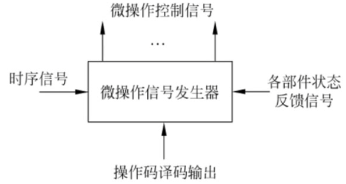 微操作控制信号
…
时序信号
微操作信号发生器
各部件状态
反馈信号
操作码译码输出